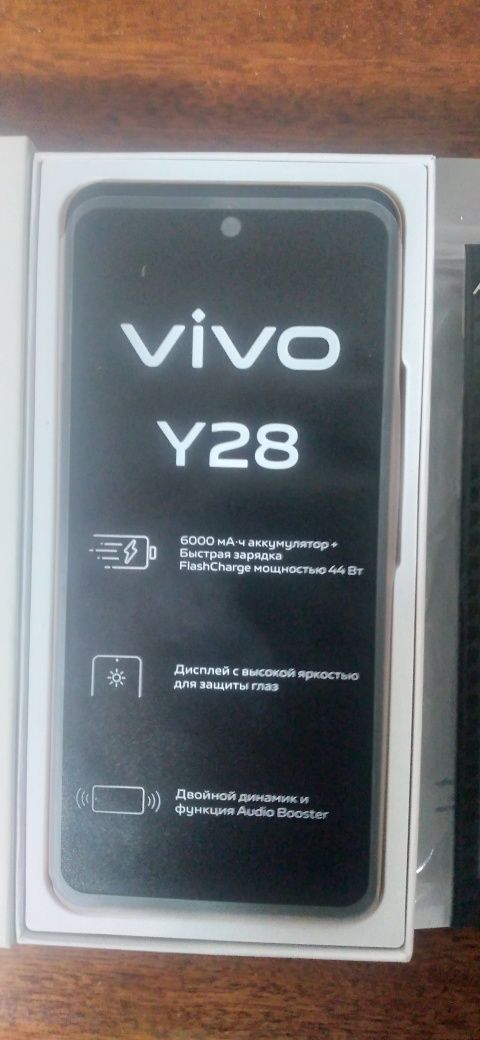 vivo
Y28
6000 мА·ч аккумулятор +
Быстрая зарядка
FlashCharge мощностью 44 Вт
Дисплей с высокой яркостью
для защиты глаз
Двойной динамик и
функция Audio Booster